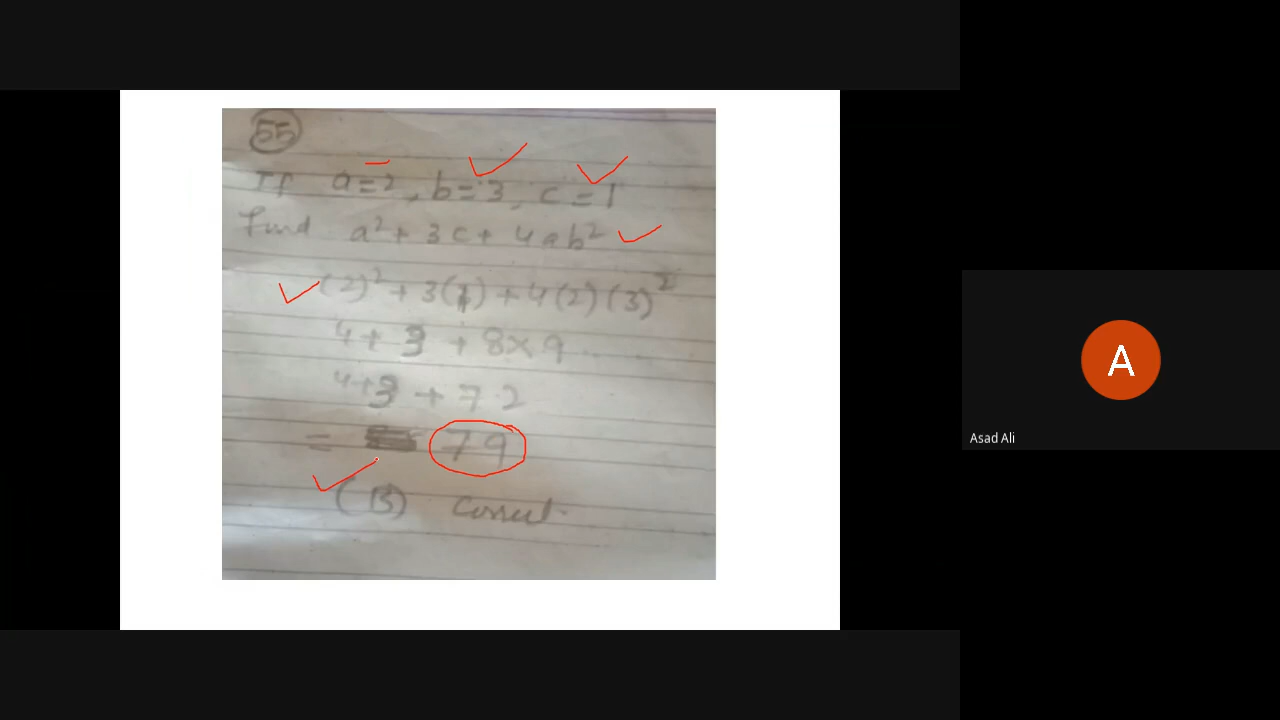 55
If a=2, b=3, c=1
Find a²+3c+4ab²
(2)²+3(1)+4(2)(3)²
4+3+8×9
4+3+72
= 79
(B) Correct.
A
Asad Ali